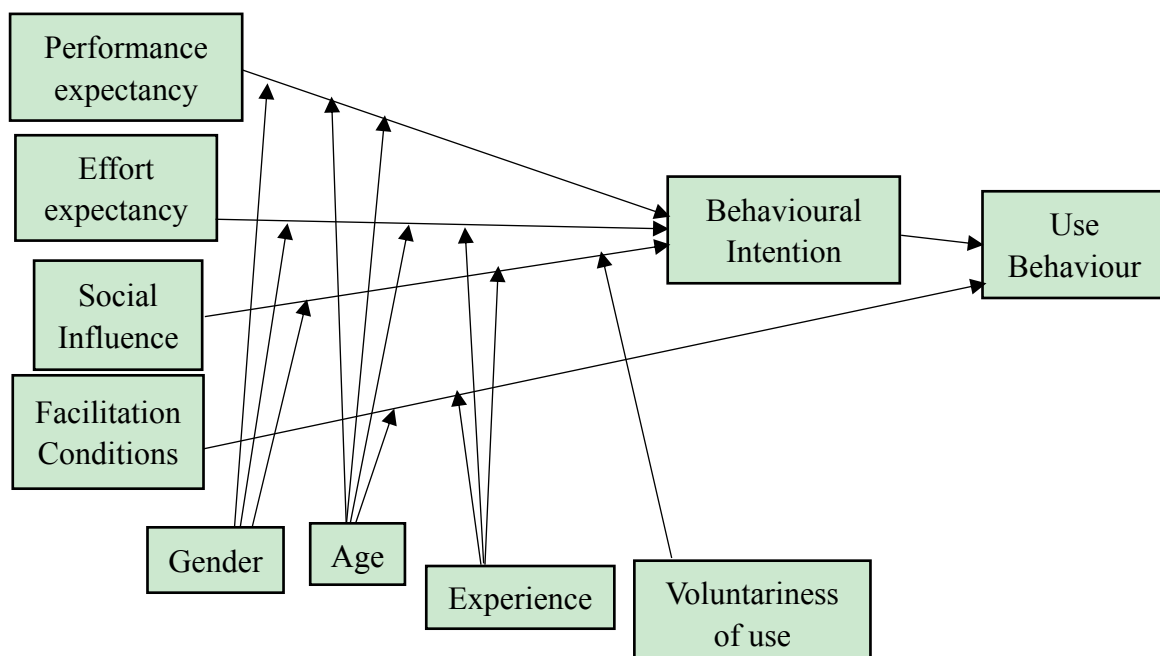 Performance
expectancy
Effort
expectancy
Social
Influence
Facilitation
Conditions
Behavioural
Intention
Use
Behaviour
Gender
Age
Experience
Voluntariness
of use